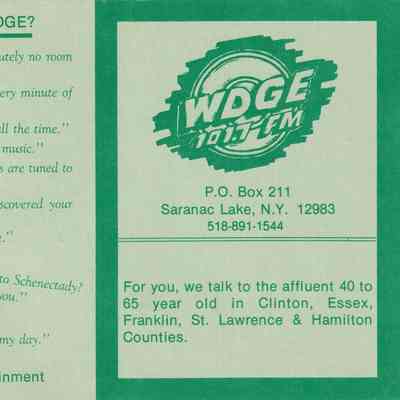 DGE?
utely no room
ery minute of
ll the time."
music."
s are tuned to
scovered your
."
to Schenectady?
ou."
my day."
inment
WDGE
101.7 FM
P.O. Box 211
Saranac Lake, N.Y. 12983
518-891-1544
For you, we talk to the affluent 40 to
65 year old in Clinton, Essex,
Franklin, St. Lawrence & Hamilton
Counties.